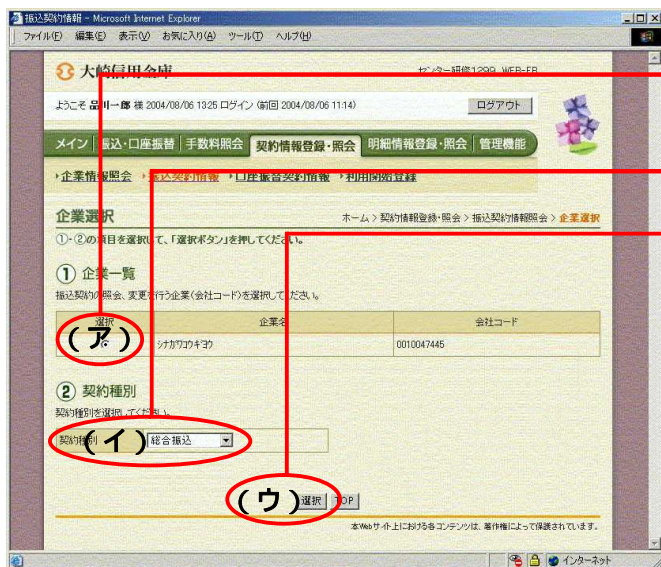 振込契約情報 - Microsoft Internet Explorer
ファイル(F) 編集(E) 表示(V) お気に入り(A) ツール(T) ヘルプ(H)
大崎信用金庫
センター研修1299 WEB-FB
ようこそ 品川一郎 様 2004/08/06 13:25 ログイン (前回 2004/08/06 11:14)
ログアウト
メイン 振込・口座振替 手数料照会 契約情報登録・照会 明細情報登録・照会 管理機能
企業情報照会 振込契約情報 口座振替契約情報 利用開始登録
企業選択
ホーム > 契約情報登録・照会 > 振込契約情報照会 > 企業選択
①・②の項目を選択して、「選択ボタン」を押してください。
① 企業一覧
振込契約の照会、変更を行う企業(会社コード)を選択してください。
選択 企業名 会社コード
(ア) シナガワコウギヨウ 0010047445
② 契約種別
契約種別を選択してください。
契約種別 (イ) 総合振込
(ウ) 選択 TOP
本Webサイト上における各コンテンツは、著作権によって保護されています。
インターネット